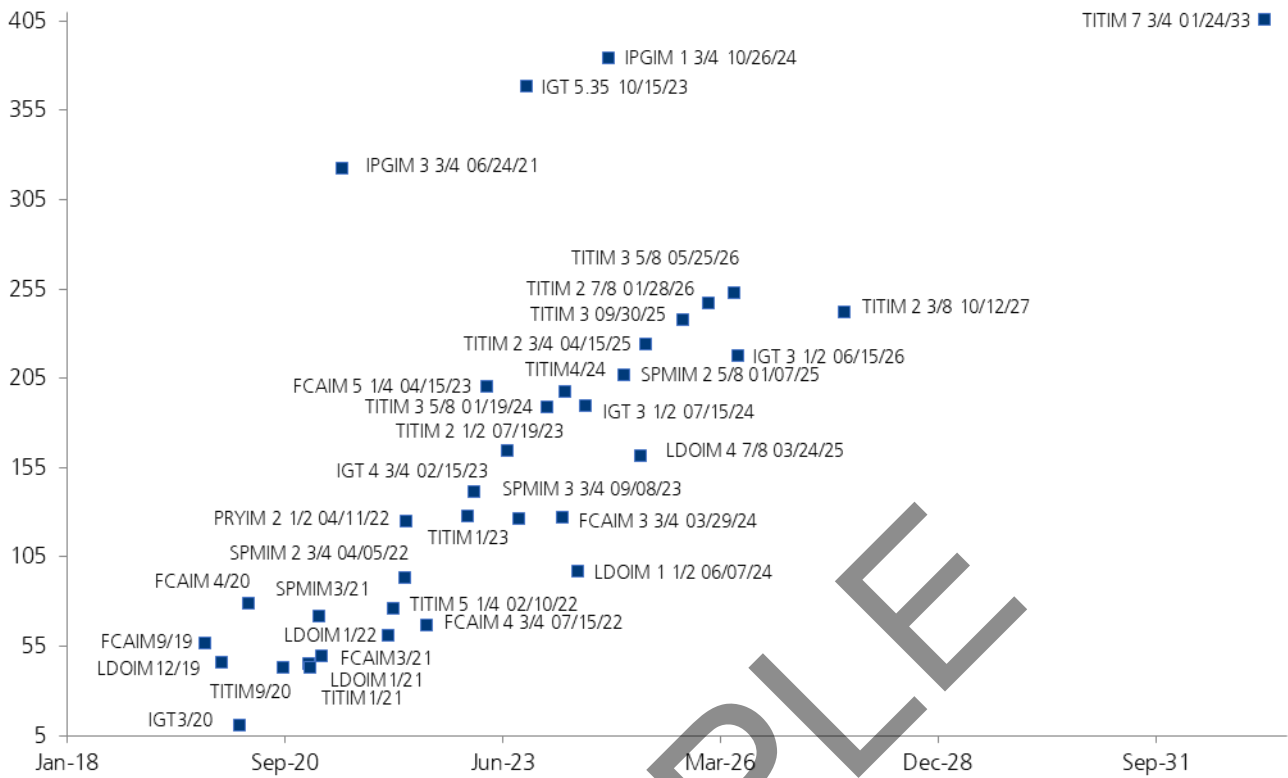 405
TITIM 7 3/4 01/24/33
IPGIM 1 3/4 10/26/24
IGT 5.35 10/15/23
355
IPGIM 3 3/4 06/24/21
305
TITIM 3 5/8 05/25/26
255
TITIM 2 7/8 01/28/26
TITIM 2 3/8 10/12/27
TITIM 3 09/30/25
TITIM 2 3/4 04/15/25
IGT 3 1/2 06/15/26
TITIM4/24
205
SPMIM 2 5/8 01/07/25
FCAIM 5 1/4 04/15/23
TITIM 3 5/8 01/19/24
IGT 3 1/2 07/15/24
TITIM 2 1/2 07/19/23
LDOIM 4 7/8 03/24/25
155
IGT 4 3/4 02/15/23
SPMIM 3 3/4 09/08/23
PRYIM 2 1/2 04/11/22
FCAIM 3 3/4 03/29/24
TITIM1/23
105
SPMIM 2 3/4 04/05/22
LDOIM 1 1/2 06/07/24
FCAIM 4/20
SPMIM3/21
TITIM 5 1/4 02/10/22
FCAIM 4 3/4 07/15/22
55
FCAIM9/19
LDOIM1/22
FCAIM3/21
LDOIM12/19
LDOIM1/21
TITIM9/20
TITIM1/21
IGT3/20
5
Jan-18
Sep-20
Jun-23
Mar-26
Dec-28
Sep-31
PLE